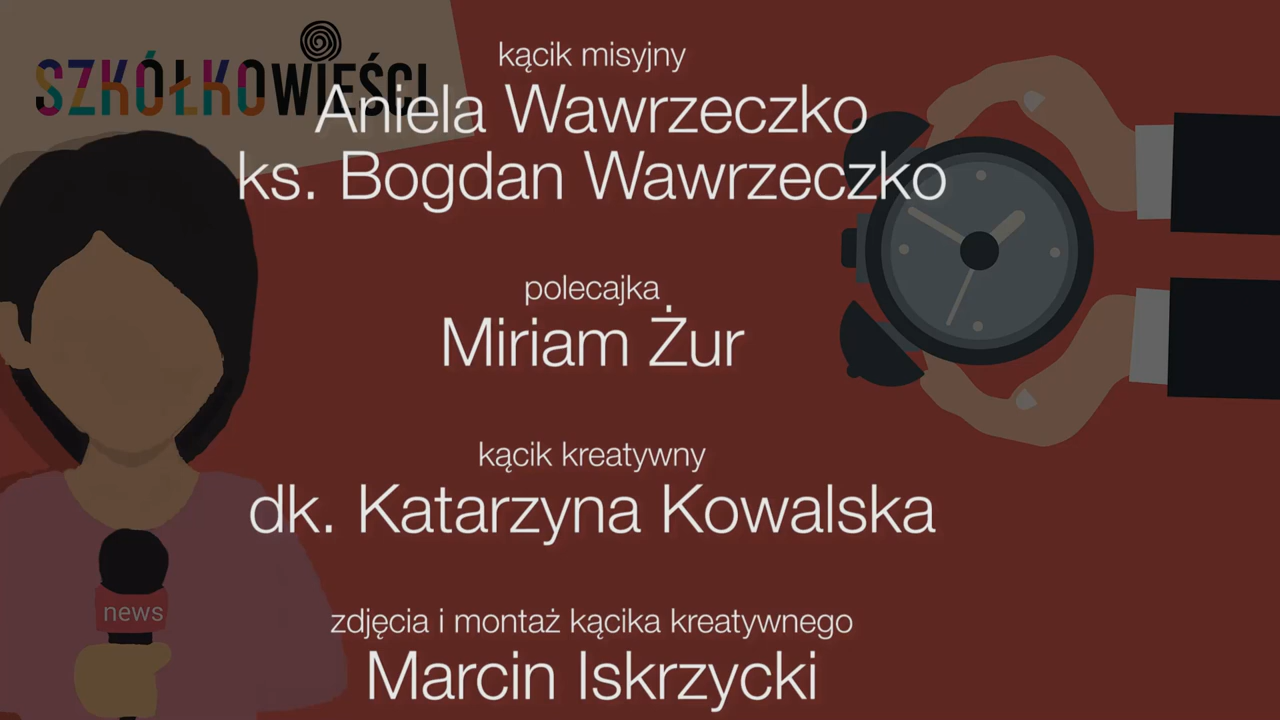 SZKÓŁKOWIEŚCI
kącik misyjny
Aniela Wawrzeczko
ks. Bogdan Wawrzeczko
polecajka
Miriam Żur
kącik kreatywny
dk. Katarzyna Kowalska
news
zdjęcia i montaż kącika kreatywnego
Marcin Iskrzycki